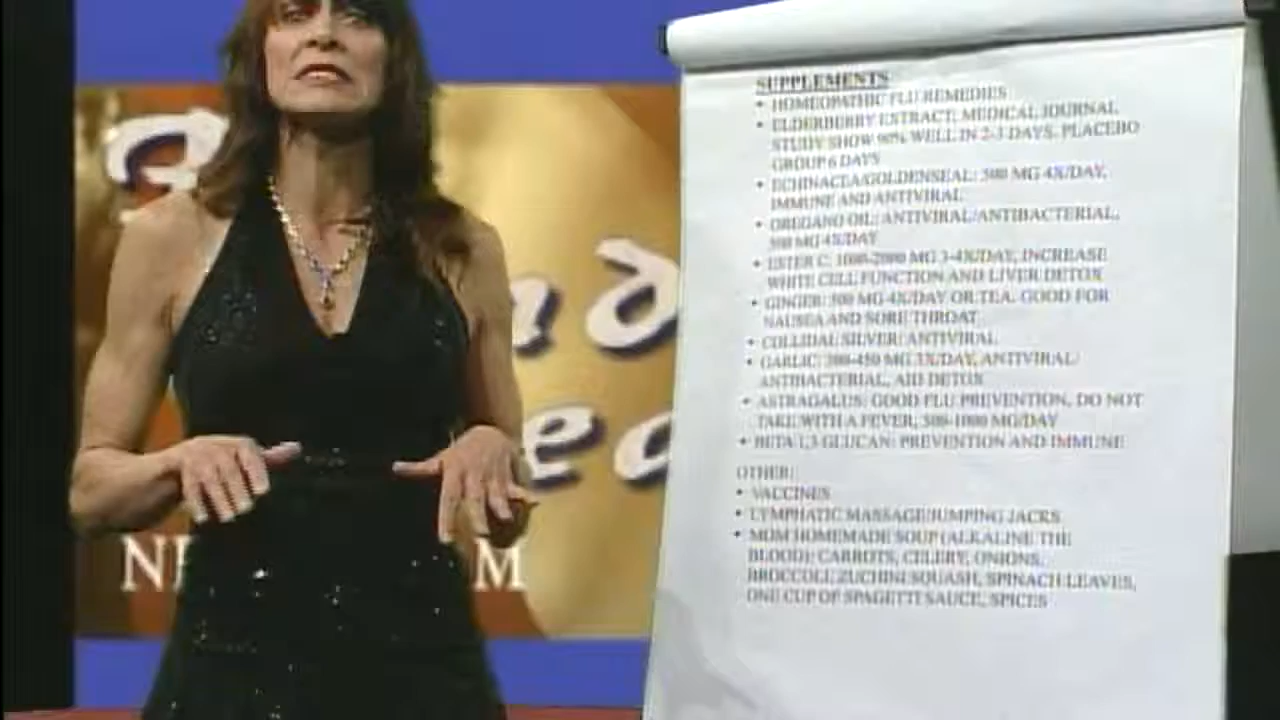 SUPPLEMENTS
• HOMEOPATHIC FLU REMEDIES
• ELDERBERRY EXTRACT; MEDICAL JOURNAL
STUDY SHOW 90% WELL IN 2-3 DAYS. PLACEBO
GROUP 6 DAYS
• ECHINACEA/GOLDENSEAL: 500 MG 4X/DAY,
IMMUNE AND ANTIVIRAL
• OREGANO OIL: ANTIVIRAL/ANTIBACTERIAL,
500 MG 4X/DAY
• ESTER C, 1000-2000 MG 3-4X/DAY, INCREASE
WHITE CELL FUNCTION AND LIVER DETOX
• GINGER: 500 MG 4X/DAY OR TEA. GOOD FOR
NAUSEA AND SORE THROAT
• COLLIDAL SILVER/ANTIVIRAL
• GARLIC: 300-450 MG 3X/DAY, ANTIVIRAL/
ANTIBACTERIAL, AID DETOX
• ASTRAGALUS: GOOD FLU PREVENTION, DO NOT
TAKE WITH A FEVER, 500-1000 MG/DAY
• BETA 1,3 GLUCAN: PREVENTION AND IMMUNE
OTHER:
• VACCINES
• LYMPHATIC MASSAGE/JUMPING JACKS
• MOM HOMEMADE SOUP (ALKALINE THE
BLOOD): CARROTS, CELERY, ONIONS,
BROCCOLI, ZUCHINI SQUASH, SPINACH LEAVES,
ONE CUP OF SPAGETTI SAUCE, SPICES